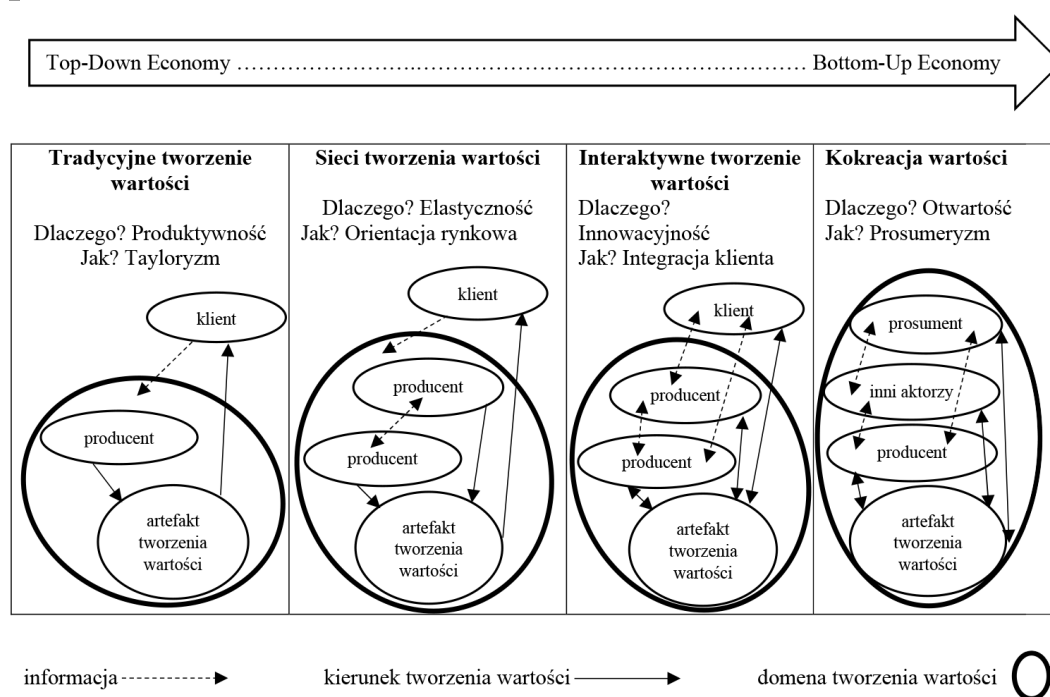 Top-Down Economy ……………………..…………………………………………… Bottom-Up Economy
Tradycyjne tworzenie
wartości
Dlaczego? Produktywność
Jak? Tayloryzm
klient
producent
artefakt
tworzenia
wartości
Sieci tworzenia wartości
Dlaczego? Elastyczność
Jak? Orientacja rynkowa
klient
producent
producent
artefakt
tworzenia
wartości
Interaktywne tworzenie
wartości
Dlaczego?
Innowacyjność
Jak? Integracja klienta
klient
producent
producent
artefakt
tworzenia
wartości
Kokreacja wartości
Dlaczego? Otwartość
Jak? Prosumeryzm
prosument
inni aktorzy
producent
artefakt
tworzenia
wartości
informacja
kierunek tworzenia wartości
domena tworzenia wartości